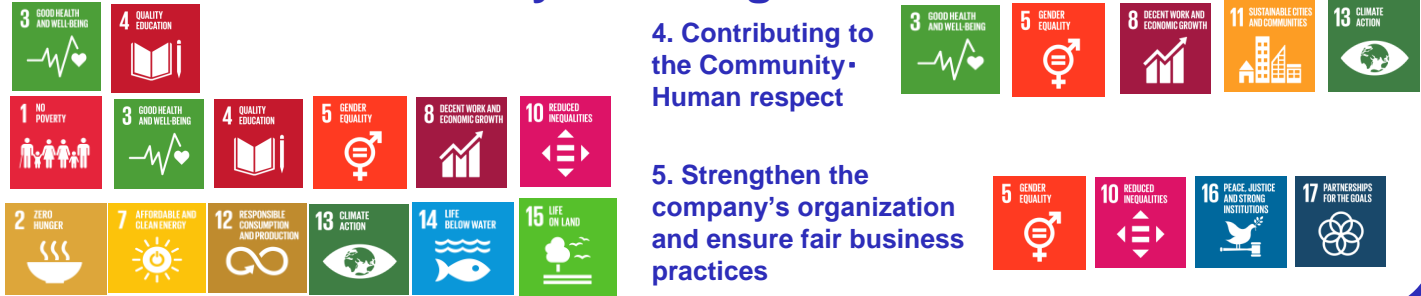 3 GOOD HEALTH
AND WELL-BEING
4 QUALITY
EDUCATION
1 NO
POVERTY
3 GOOD HEALTH
AND WELL-BEING
4 QUALITY
EDUCATION
5 GENDER
EQUALITY
8 DECENT WORK AND
ECONOMIC GROWTH
10 REDUCED
INEQUALITIES
2 ZERO
HUNGER
7 AFFORDABLE AND
CLEAN ENERGY
12 RESPONSIBLE
CONSUMPTION
AND PRODUCTION
13 CLIMATE
ACTION
14 LIFE
BELOW WATER
15 LIFE
ON LAND
4. Contributing to
the Community・
Human respect
3 GOOD HEALTH
AND WELL-BEING
5 GENDER
EQUALITY
8 DECENT WORK AND
ECONOMIC GROWTH
11 SUSTAINABLE CITIES
AND COMMUNITIES
13 CLIMATE
ACTION
5. Strengthen the
company's organization
and ensure fair business
practices
5 GENDER
EQUALITY
10 REDUCED
INEQUALITIES
16 PEACE, JUSTICE
AND STRONG
INSTITUTIONS
17 PARTNERSHIPS
FOR THE GOALS